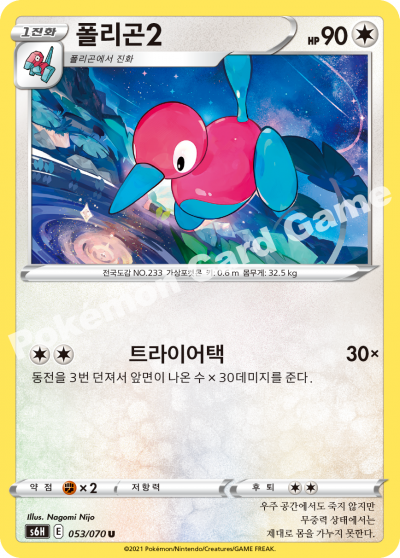 1진화
폴리곤2
HP 90
폴리곤에서 진화
전국도감 NO.233 가상포켓몬 키: 0.6 m 몸무게: 32.5 kg
트라이어택 30×
동전을 3번 던져서 앞면이 나온 수 × 30데미지를 준다.
약점 ×2 저항력 후퇴
Illus. Nagomi Nijo
s6H E 053/070 U
우주 공간에서도 죽지 않지만
무중력 상태에서는
제대로 몸을 가누지 못한다.
©2021 Pokémon/Nintendo/Creatures/GAME FREAK.
Pokémon Card Game